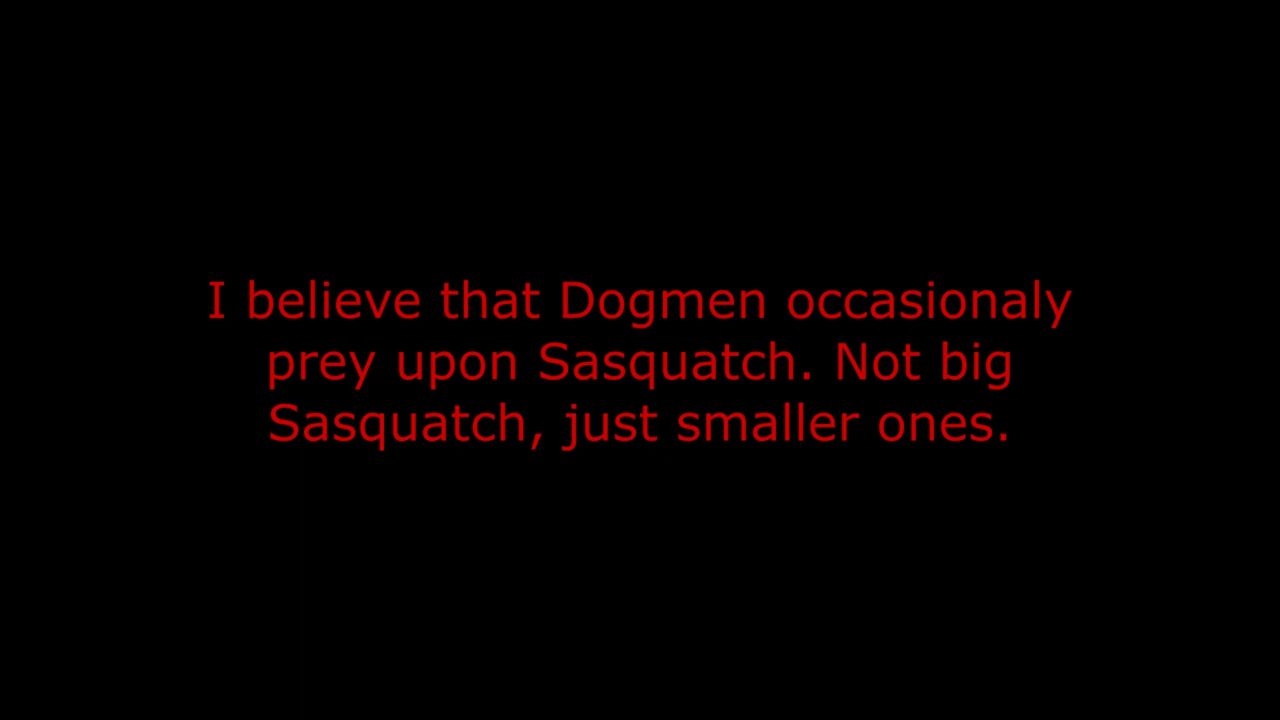 I believe that Dogmen occasionaly
prey upon Sasquatch. Not big
Sasquatch, just smaller ones.